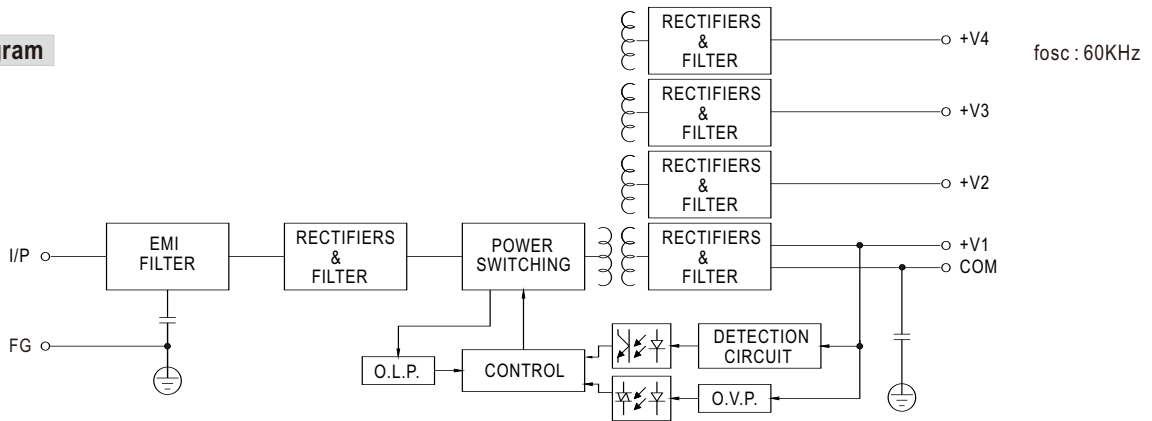 gram
RECTIFIERS
&
FILTER
+V4
fosc : 60KHz
RECTIFIERS
&
FILTER
+V3
RECTIFIERS
&
FILTER
+V2
I/P
EMI
FILTER
RECTIFIERS
&
FILTER
POWER
SWITCHING
RECTIFIERS
&
FILTER
+V1
COM
FG
O.L.P.
CONTROL
DETECTION
CIRCUIT
O.V.P.